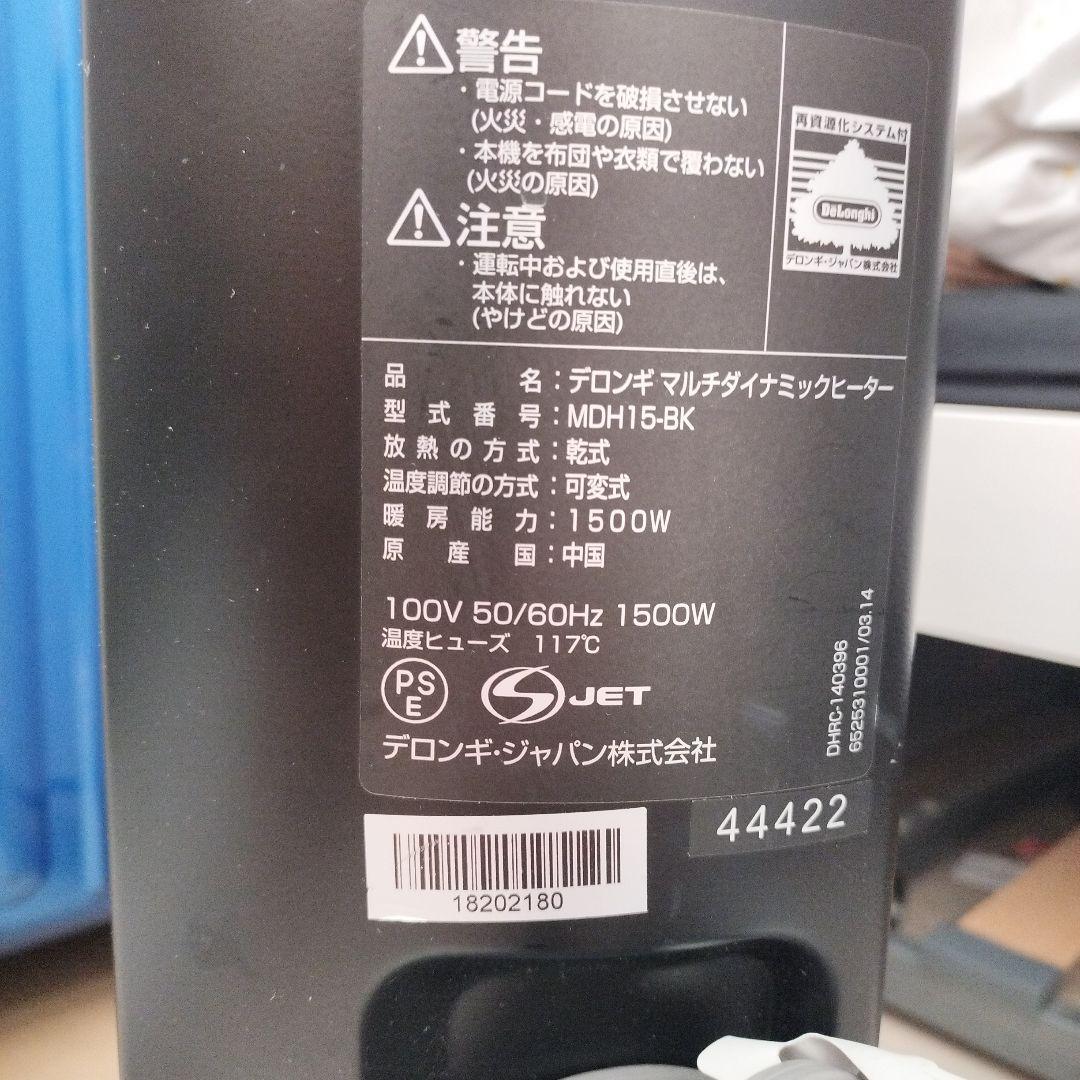 警告
・電源コードを破損させない
(火災・感電の原因)
・本機を布団や衣類で覆わない
(火災の原因)
注意
・運転中および使用直後は、
本体に触れない
(やけどの原因)
再資源化システム付
DeLonghi
デロンギ・ジャパン株式会社
品名：デロンギ マルチダイナミックヒーター
型式番号：MDH15-BK
放熱の方式：乾式
温度調節の方式：可変式
暖房能力：1500W
原産国：中国
100V 50/60Hz 1500W
温度ヒューズ 117℃
PSE
S JET
デロンギ・ジャパン株式会社
DHRC-140396
6525310001/03.14
44422
18202180